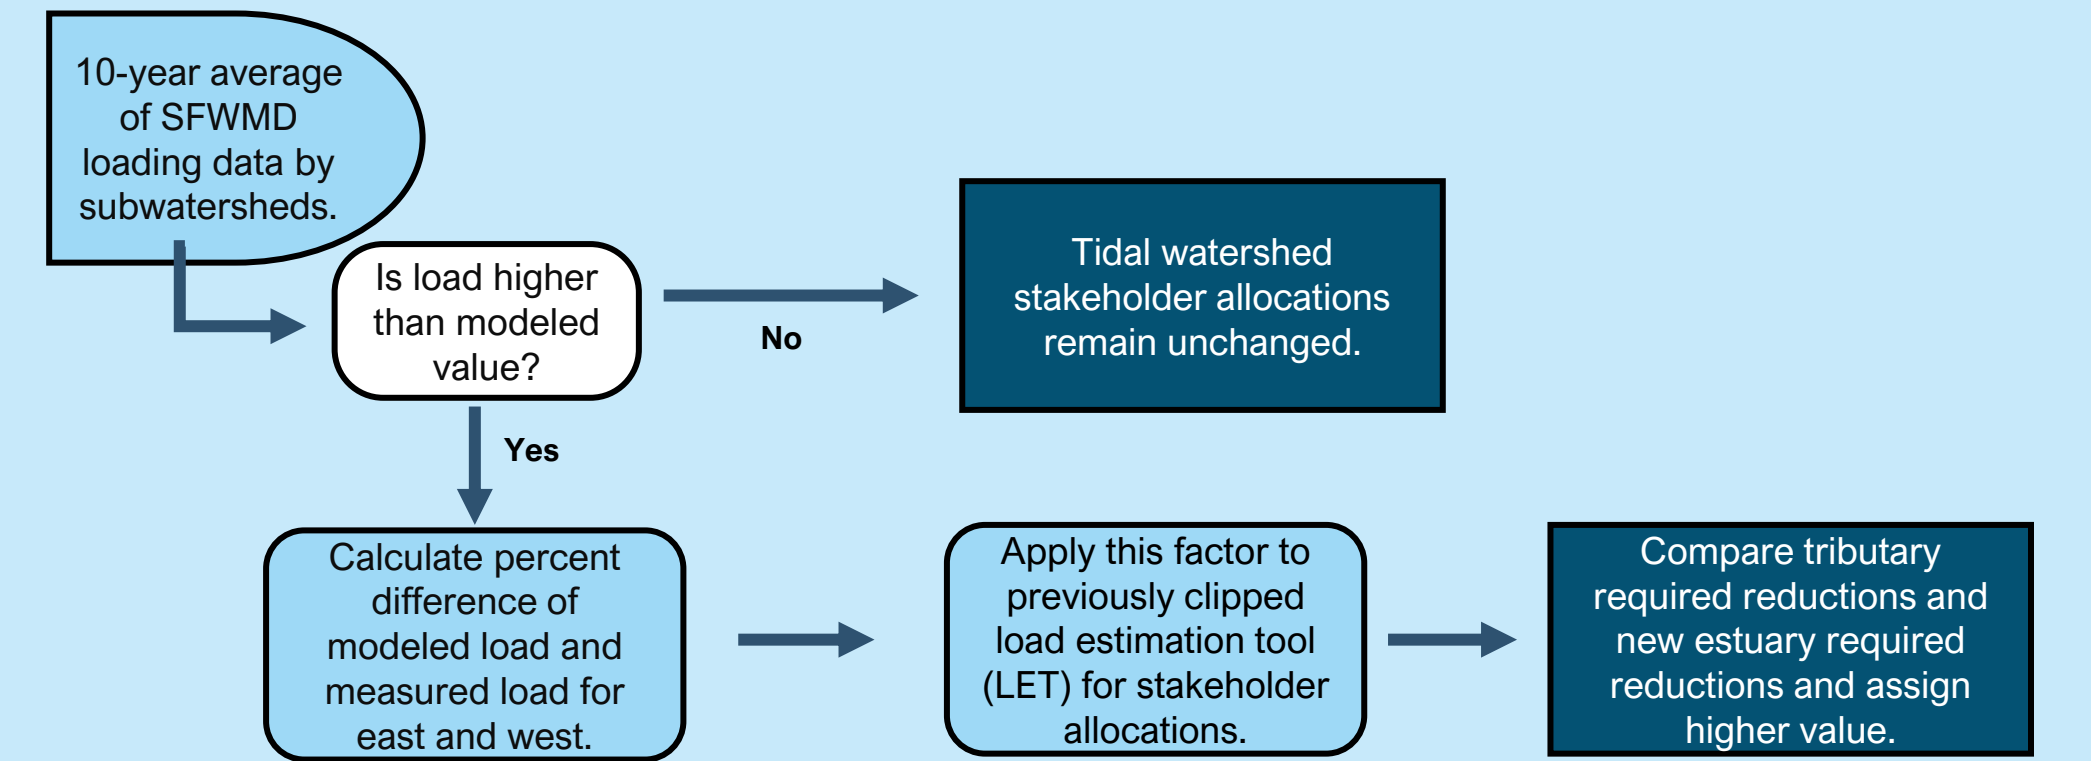 10-year average
of SFWMD
loading data by
subwatersheds.
Is load higher
than modeled
value?
No
Tidal watershed
stakeholder allocations
remain unchanged.
Yes
Calculate percent
difference of
modeled load and
measured load for
east and west.
Apply this factor to
previously clipped
load estimation tool
(LET) for stakeholder
allocations.
Compare tributary
required reductions and
new estuary required
reductions and assign
higher value.